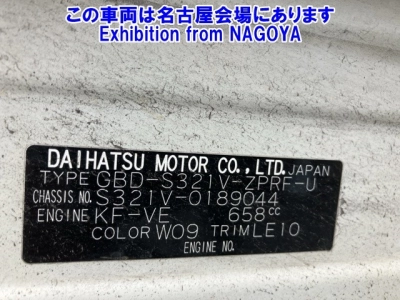 この車両は名古屋会場にあります
Exhibition from NAGOYA
DAIHATSU MOTOR CO., LTD. JAPAN
TYPE GBD-S321V-ZPRF-U
CHASSIS NO. S321V-0189044
ENGINE KF-VE 658 CC
COLOR W09 TRIM LE10
ENGINE NO.